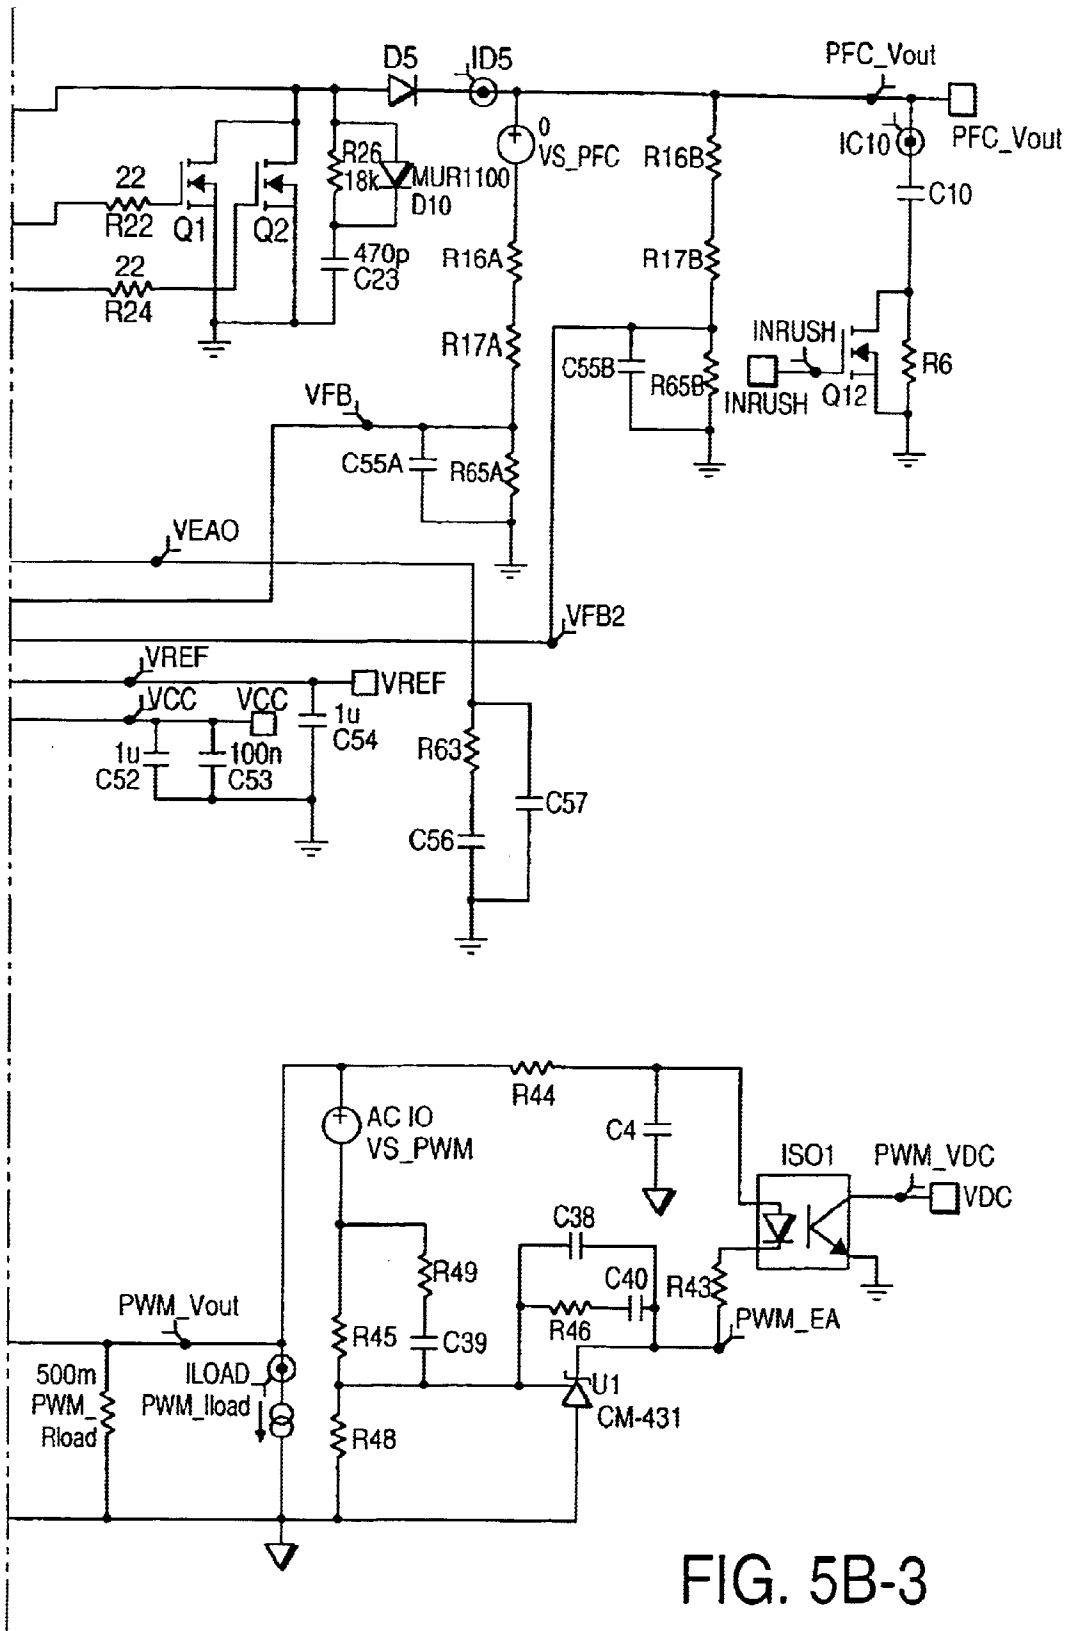 PFC_Vout
D5
ID5
0
VS_PFC
R16B
IC10
PFC_Vout
R26
18k
MUR1100
D10
C10
22
R22
Q1
Q2
22
R24
470p
C23
R16A
R17B
R17A
INRUSH
C55B
R65B
INRUSH
Q12
R6
VFB
C55A
R65A
VEAO
VFB2
VREF
VREF
VCC
VCC
1u
C52
100n
C53
1u
C54
R63
C57
C56
R44
AC IO
VS_PWM
C4
ISO1
PWM_VDC
VDC
C38
R49
C40
R43
R46
PWM_Vout
R45
C39
PWM_EA
500m
PWM_
Rload
ILOAD
PWM_Iload
U1
CM-431
R48
FIG. 5B-3